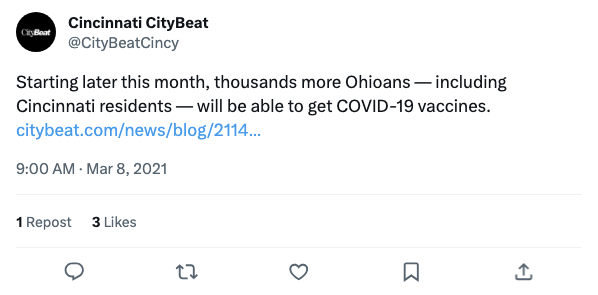 CityBeat
Cincinnati CityBeat
@CityBeatCincy
Starting later this month, thousands more Ohioans — including
Cincinnati residents — will be able to get COVID-19 vaccines.
citybeat.com/news/blog/2114...
9:00 AM · Mar 8, 2021
1 Repost 3 Likes